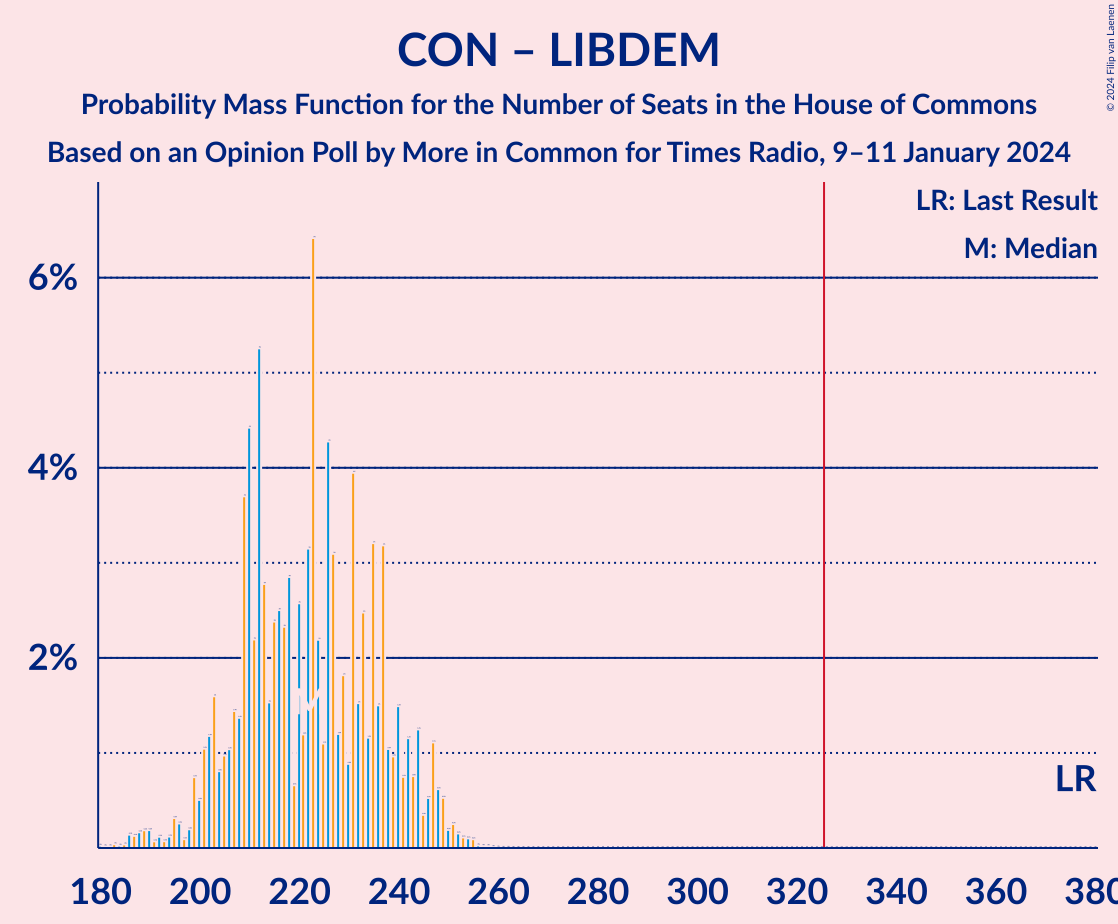 CON – LIBDEM
Probability Mass Function for the Number of Seats in the House of Commons
Based on an Opinion Poll by More in Common for Times Radio, 9–11 January 2024
© 2024 Filip van Laenen
LR: Last Result
M: Median
6%
4%
2%
LR
180 200 220 240 260 280 300 320 340 360 380